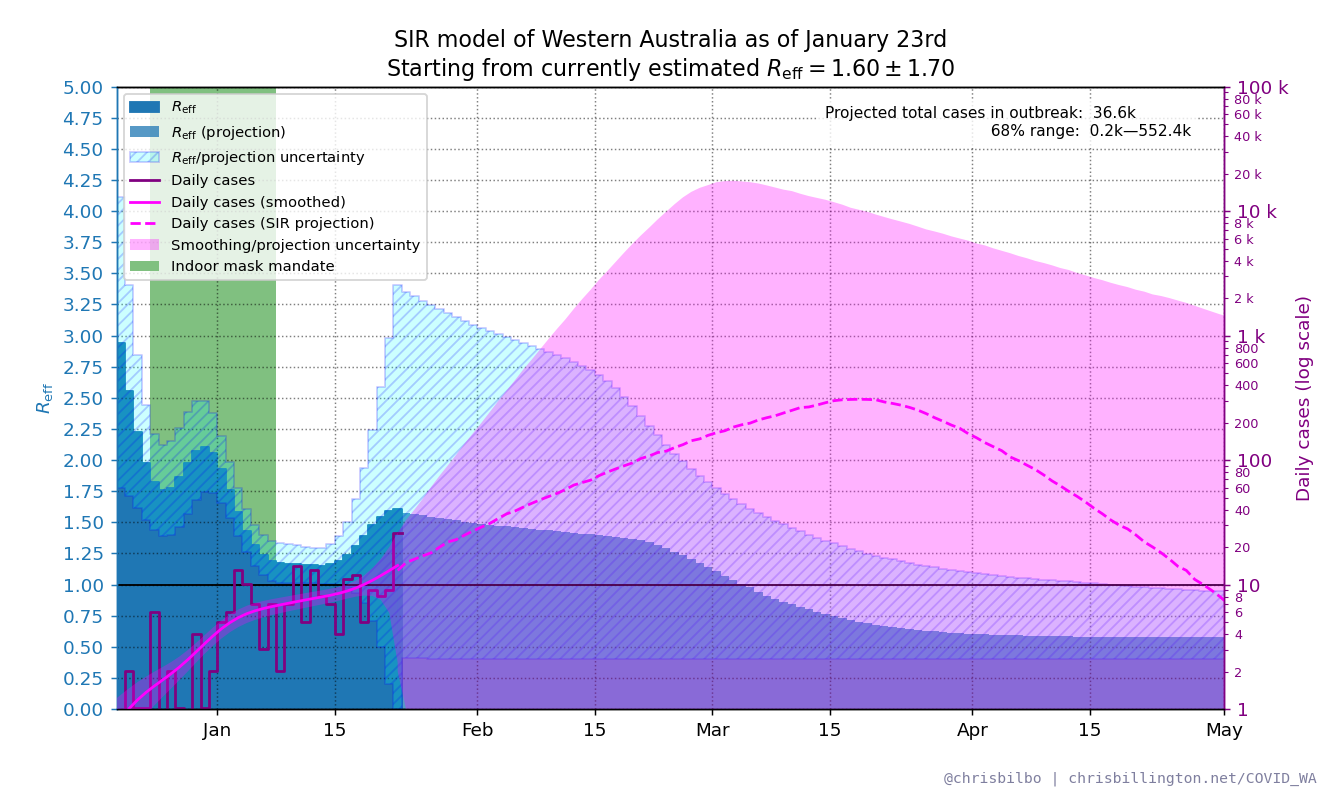 SIR model of Western Australia as of January 23rd
Starting from currently estimated R_eff = 1.60 ± 1.70
Projected total cases in outbreak: 36.6k
68% range: 0.2k—552.4k
R_eff
R_eff (projection)
R_eff/projection uncertainty
Daily cases
Daily cases (smoothed)
Daily cases (SIR projection)
Smoothing/projection uncertainty
Indoor mask mandate
R_eff
5.00
4.75
4.50
4.25
4.00
3.75
3.50
3.25
3.00
2.75
2.50
2.25
2.00
1.75
1.50
1.25
1.00
0.75
0.50
0.25
0.00
100 k
80 k
60 k
40 k
20 k
10 k
8 k
6 k
4 k
2 k
1 k
800
600
400
200
100
80
60
40
20
10
8
6
4
2
1
Daily cases (log scale)
Jan 15 Feb 15 Mar 15 Apr 15 May
@chrisbilbo | chrisbillington.net/COVID_WA